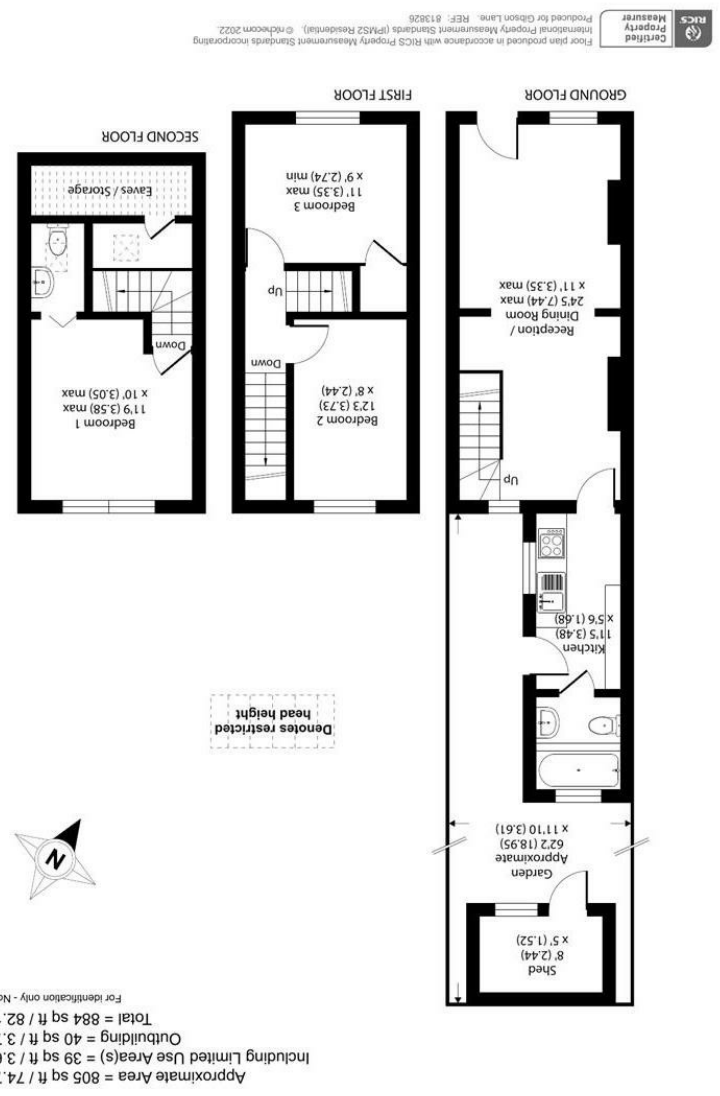 Approximate Area = 805 sq ft / 74.
Including Limited Use Area(s) = 39 sq ft / 3.
Outbuilding = 40 sq ft / 3.
Total = 884 sq ft / 82.
For identification only - No
Shed
8' (2.44)
x 5' (1.52)
Garden
Approximate
62'2 (18.95)
x 11'10 (3.61)
N
Denotes restricted
head height
Kitchen
11'5 (3.48)
x 5'6 (1.68)
Up
Reception /
Dining Room
24'5 (7.44) max
x 11' (3.35) max
GROUND FLOOR
Bedroom 2
12'3 (3.73)
x 8' (2.44)
Down
Up
Bedroom 3
11' (3.35) max
x 9' (2.74) min
FIRST FLOOR
Bedroom 1
11'9 (3.58) max
x 10' (3.05) max
Down
Eaves / Storage
SECOND FLOOR
Certified
Property
Measurer
RICS
Floor plan produced in accordance with RICS Property Measurement Standards incorporating
International Property Measurement Standards (IPMS2 Residential). © nichecom 2022.
Produced for Gibson Lane. REF: 813826